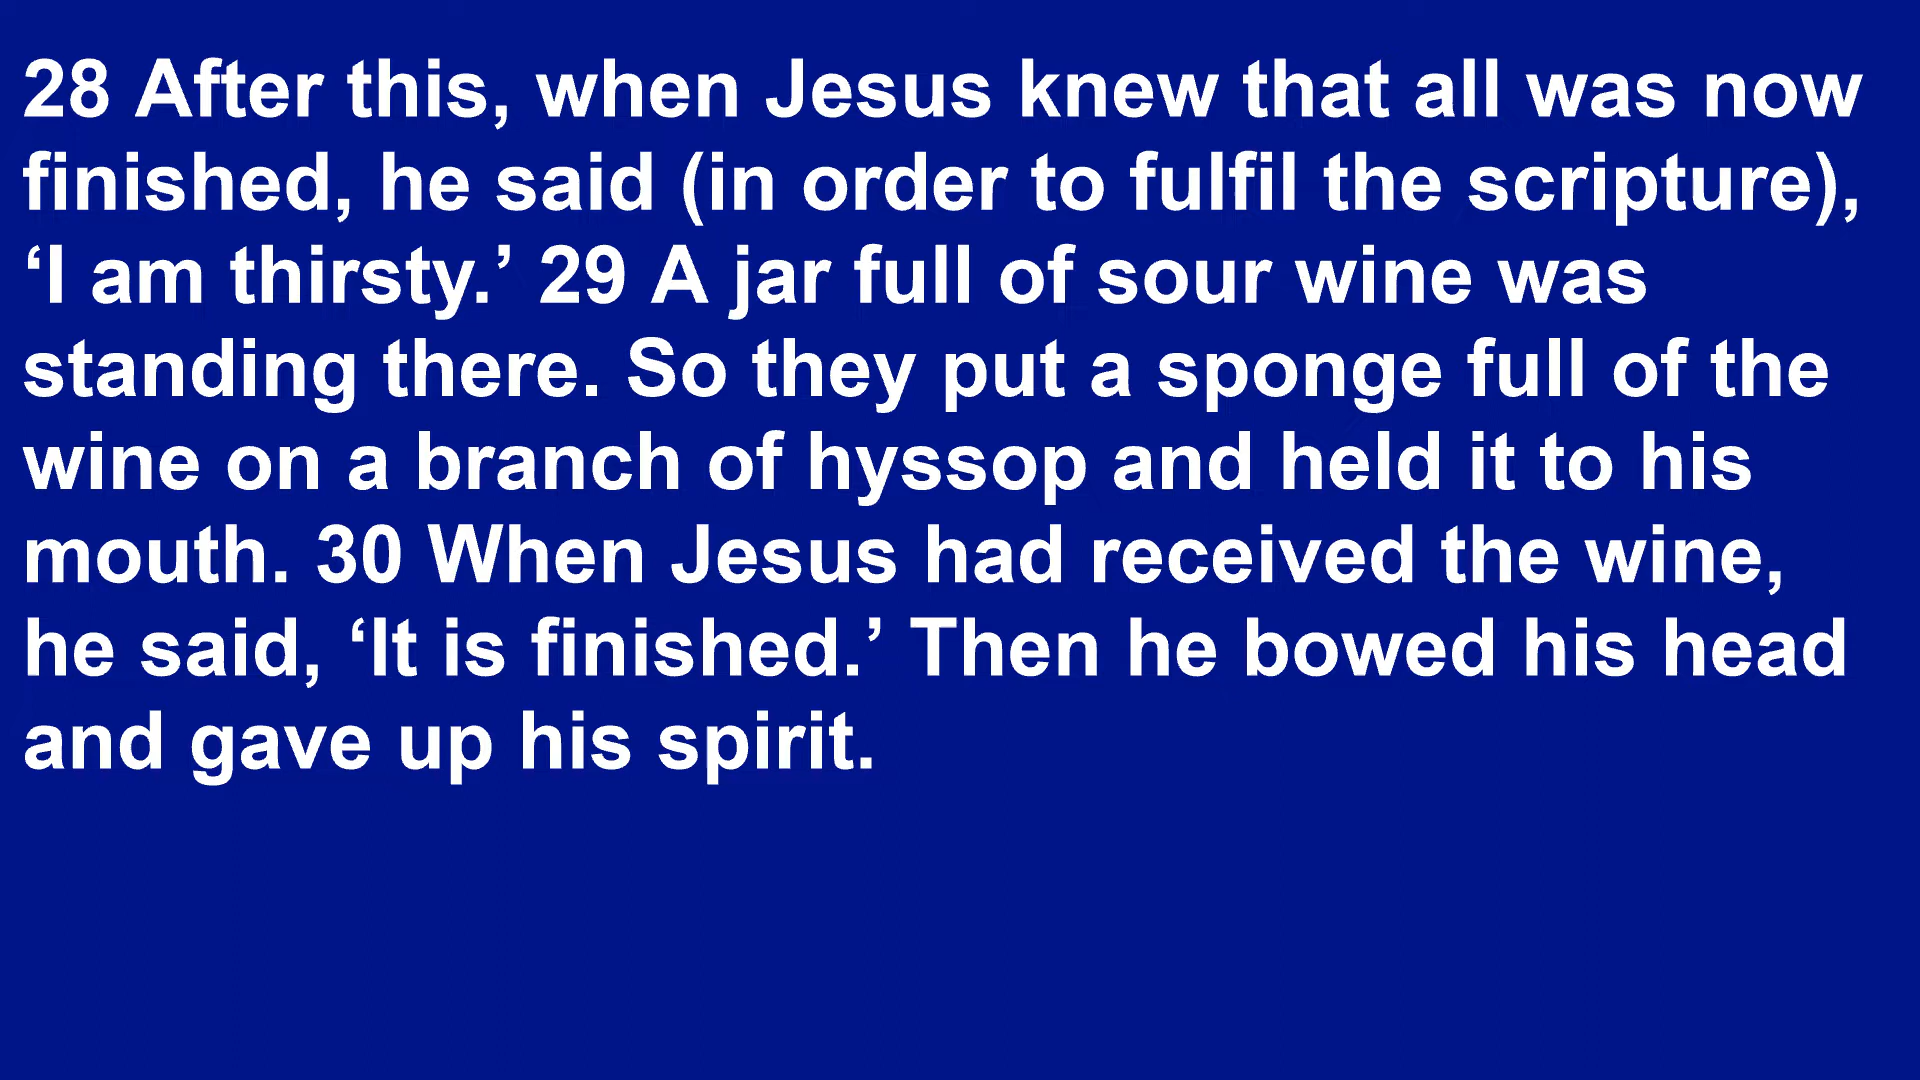 28 After this, when Jesus knew that all was now
finished, he said (in order to fulfil the scripture),
‘I am thirsty.’ 29 A jar full of sour wine was
standing there. So they put a sponge full of the
wine on a branch of hyssop and held it to his
mouth. 30 When Jesus had received the wine,
he said, ‘It is finished.’ Then he bowed his head
and gave up his spirit.